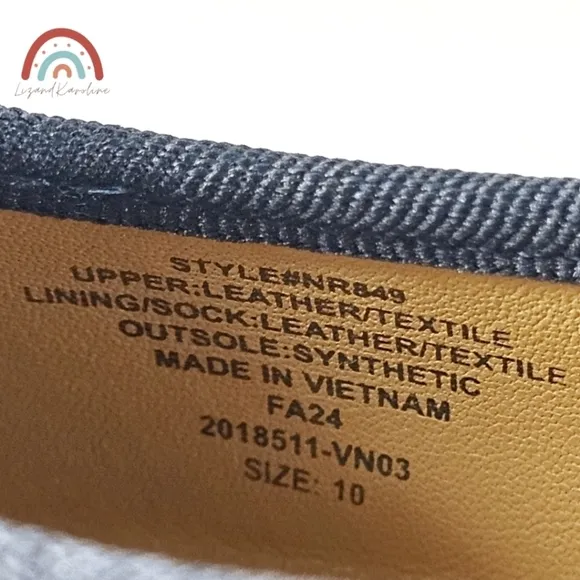 LizandKaroline
STYLE#NR849
UPPER:LEATHER/TEXTILE
LINING/SOCK:LEATHER/TEXTILE
OUTSOLE:SYNTHETIC
MADE IN VIETNAM
FA24
2018511-VN03
SIZE: 10